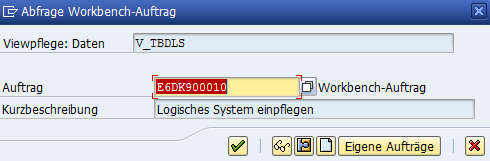 Abfrage Workbench-Auftrag
Viewpflege: Daten V_TBDLS
Auftrag E6DK900010 Workbench-Auftrag
Kurzbeschreibung Logisches System einpflegen
Eigene Aufträge